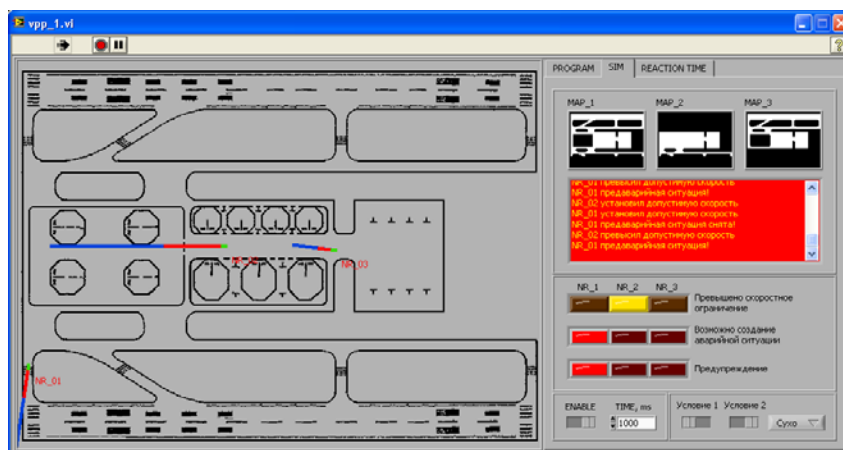 vpp_1.vi
PROGRAM SIM REACTION TIME
MAP_1 MAP_2 MAP_3
NR_01 превысил допустимую скорость
NR_01 предаварийная ситуация!
NR_02 установил допустимую скорость
NR_01 установил допустимую скорость
NR_01 предаварийная ситуация снята!
NR_02 превысил допустимую скорость
NR_01 предаварийная ситуация!
NR_03
NR_1 NR_2 NR_3
Превышено скоростное
ограничение
Возможно создание
аварийной ситуации
Предупреждение
NR_01
ENABLE TIME, ms Условие 1 Условие 2
1000 Сухо